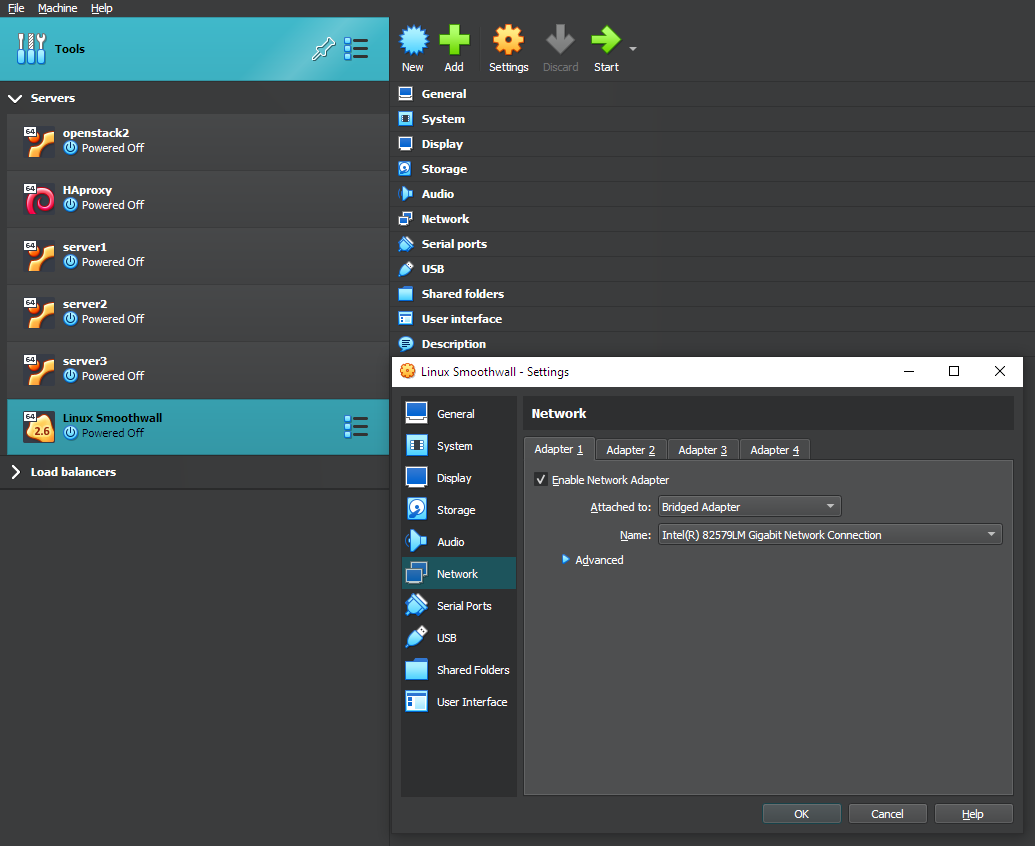 File Machine Help
Tools
New Add Settings Discard Start
Servers
64
openstack2
Powered Off
64
HAproxy
Powered Off
64
server1
Powered Off
64
server2
Powered Off
64
server3
Powered Off
64
2.6
Linux Smoothwall
Powered Off
Load balancers
General
System
Display
Storage
Audio
Network
Serial ports
USB
Shared folders
User interface
Description
Linux Smoothwall - Settings
General
System
Display
Storage
Audio
Network
Serial Ports
USB
Shared Folders
User Interface
Network
Adapter 1 Adapter 2 Adapter 3 Adapter 4
Enable Network Adapter
Attached to: Bridged Adapter
Name: Intel(R) 82579LM Gigabit Network Connection
Advanced
OK Cancel Help